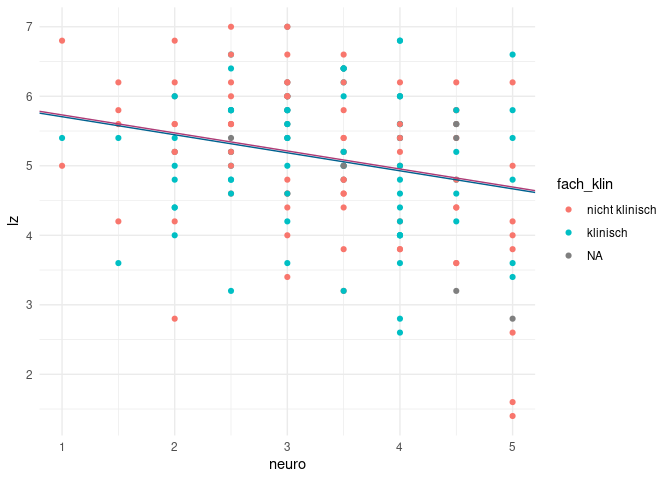 7
6
5
4
3
2
lz
1 2 3 4 5
neuro
fach_klin
nicht klinisch
klinisch
NA